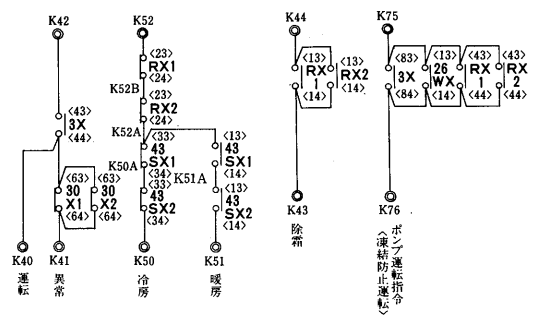 K42
<43>
3X
<44>
<63>
30
X1
<64>
<63>
30
X2
<64>
K40
運転
K41
異常
K52
<23>
RX1
<24>
K52B
<23>
RX2
<24>
K52A
<33>
43
SX1
<34>
K50A
<33>
43
SX2
<34>
K50
冷房
<13>
43
SX1
<14>
K51A
<13>
43
SX2
<14>
K51
暖房
K44
<13>
RX
1
<14>
<13>
RX2
<14>
K43
除霜
K75
<83>
3X
<84>
<13>
26
WX
<14>
<43>
RX
1
<44>
<43>
RX
2
<44>
K76
ポンプ運転指令
<凍結防止運転>